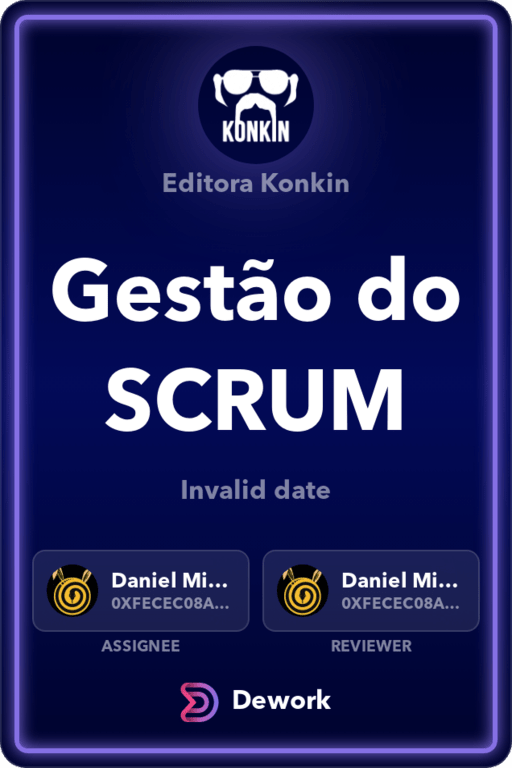 KONKIN
Editora Konkin
Gestão do
SCRUM
Invalid date
Daniel Mi...
0XFECEC08A...
ASSIGNEE
Daniel Mi...
0XFECEC08A...
REVIEWER
Dework